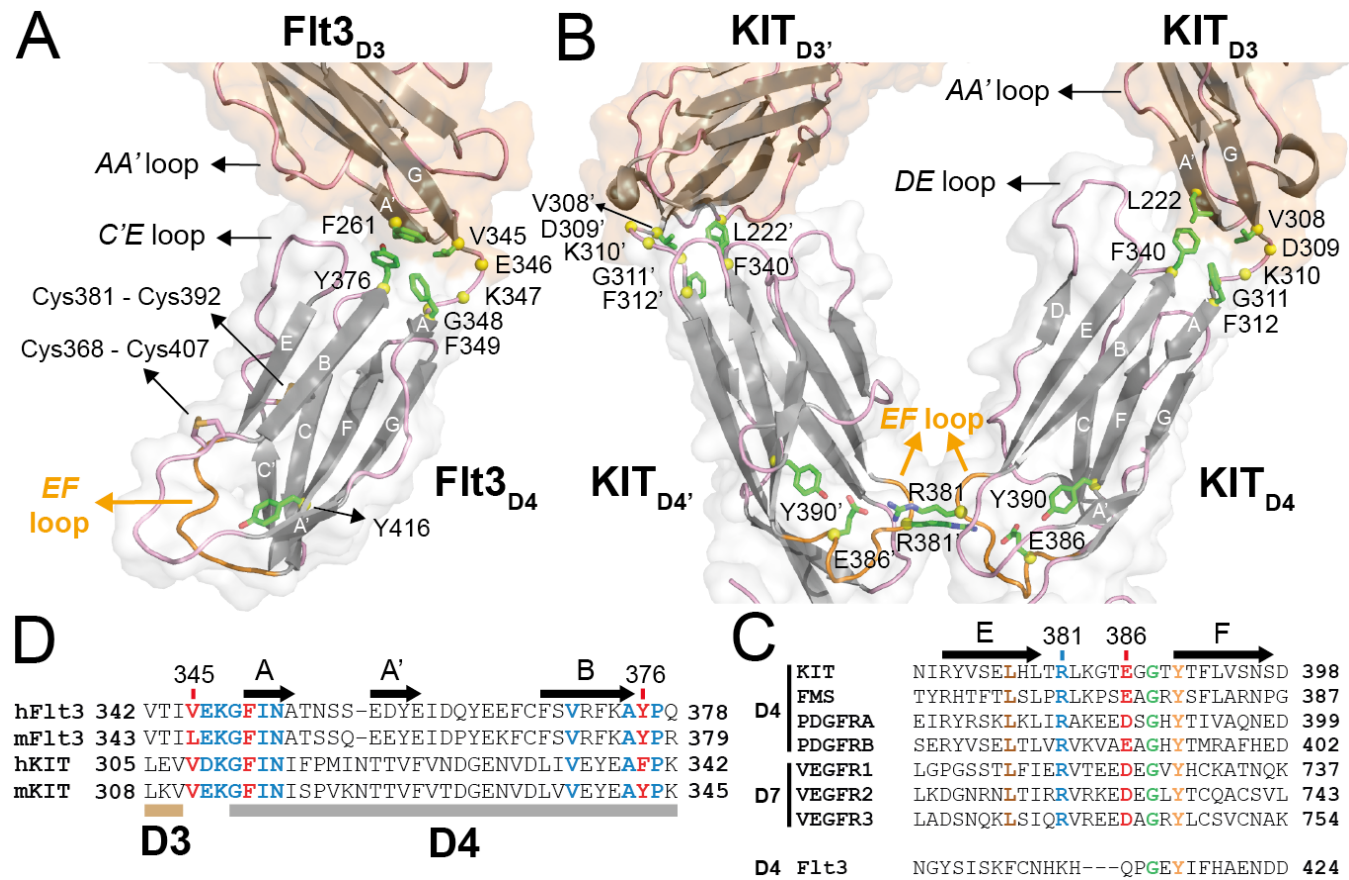 A
Flt3D3
AA' loop
C'E loop
Cys381 - Cys392
Cys368 - Cys407
EF
loop
F261
Y376
V345
E346
K347
G348
F349
Y416
Flt3D4
G
A'
A
E
B
C
F
G
C'
A'
B
KITD3'
KITD3
AA' loop
DE loop
V308'
D309'
K310'
G311'
F312'
L222'
F340'
L222
F340
V308
D309
K310
G311
F312
A'
G
D
E
B
A
C
F
G
A'
EF loop
KITD4'
KITD4
Y390'
E386'
R381
R381'
Y390
E386
D
345
A
A'
B
376
hFlt3 342 VTIVEKGFINATNSS-EDYEIDQYEEFCFSVRFKAYPQ 378
mFlt3 343 VTILEKGFINATSSQ-EEYEIDPYEKFCFSVRFKAYPR 379
hKIT 305 LEVVDKGFINIFPMINTTVFVNDGENVDLIVEYEAFPK 342
mKIT 308 LKVVEKGFINISPVKNTTVFVTDGENVDLVVEYEAYPK 345
D3
D4
C
E
381
386
F
KIT NIRYVSELHLTRLKGTEGGTYTFLVSNSD 398
FMS TYRHTFTLSLPRLKPSEAGRYSFLARNPG 387
D4
PDGFRA EIRYRSKLKLIRAKEEDSGHYTIVAQNED 399
PDGFRB SERYVSELTLVRVKVAEAGHYTMRAFHED 402
VEGFR1 LGPGSSTLFIERVTEEDEGVYHCKATNQK 737
D7
VEGFR2 LKDGNRNLTIRRVRKEDEGLYTCQACSVL 743
VEGFR3 LADSNQKLSIQRVREEDAGRYLCSVCNAK 754
D4 Flt3 NGYSISKFCNHKH---QPGEYIFHAENDD 424